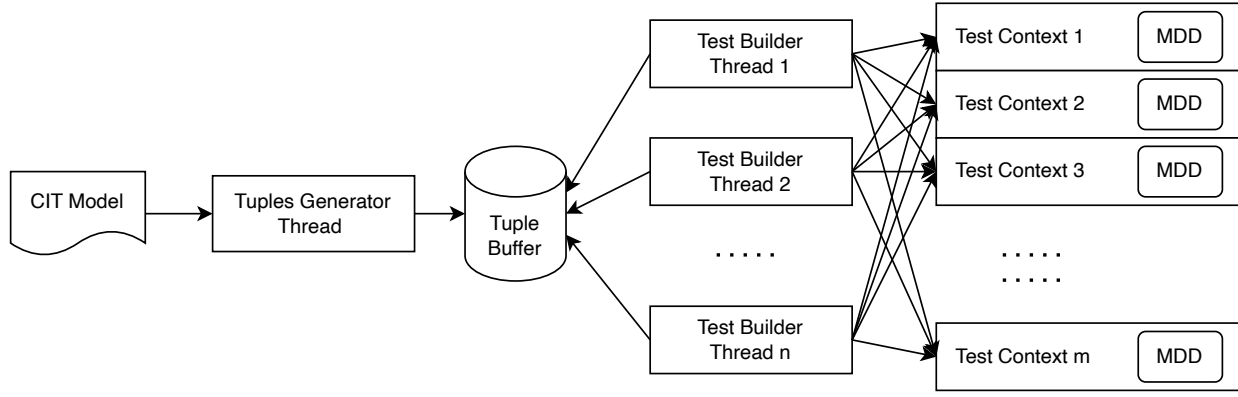 CIT Model
Tuples Generator
Thread
Tuple
Buffer
Test Builder
Thread 1
Test Builder
Thread 2
. . . . .
Test Builder
Thread n
Test Context 1
MDD
Test Context 2
MDD
Test Context 3
MDD
. . . . .
. . . . .
Test Context m
MDD